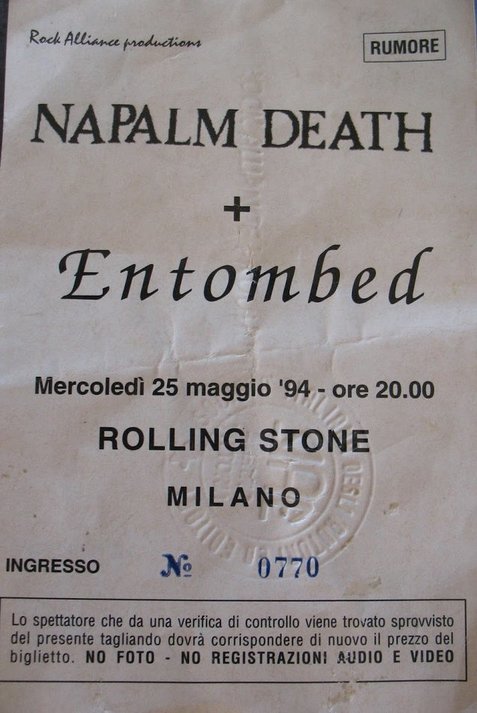 Rock Alliance productions
RUMORE
NAPALM DEATH
+
Entombed
Mercoledì 25 maggio '94 - ore 20.00
ROLLING STONE
MILANO
INGRESSO № 0770
Lo spettatore che da una verifica di controllo viene trovato sprovvisto
del presente tagliando dovrà corrispondere di nuovo il prezzo del
biglietto. NO FOTO - NO REGISTRAZIONI AUDIO E VIDEO